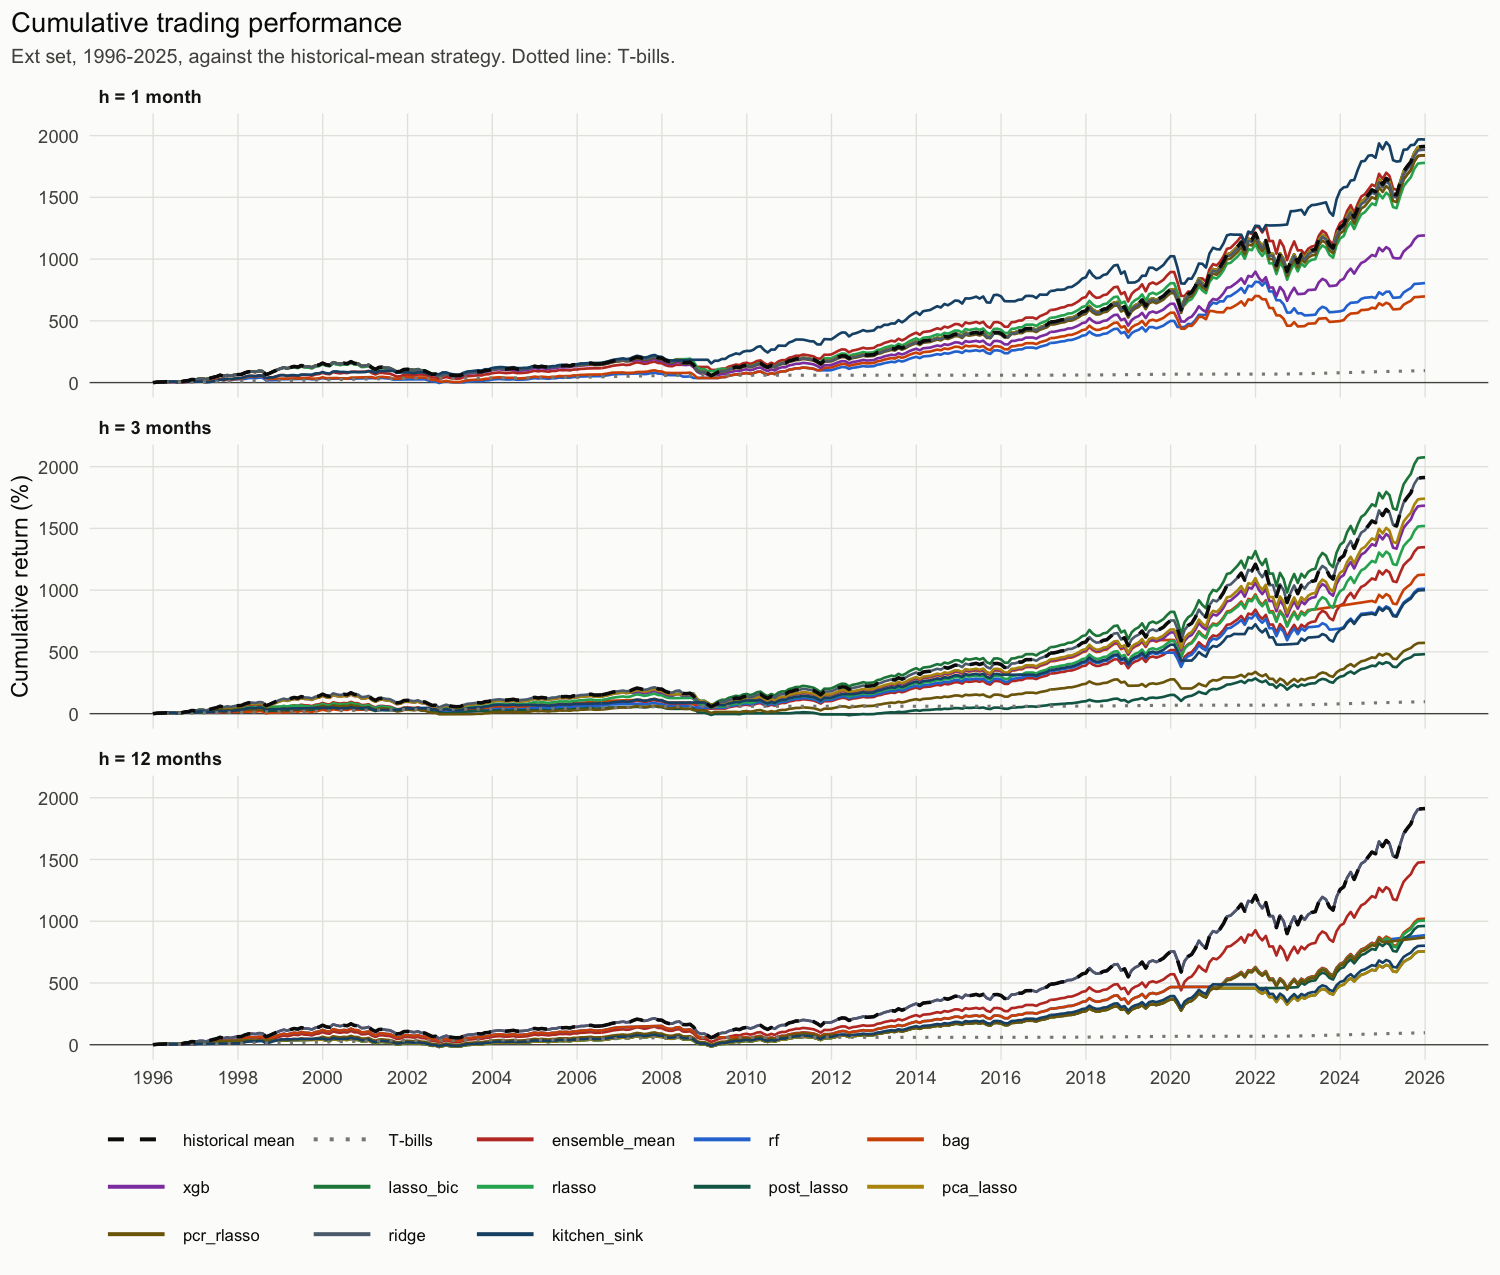 Cumulative trading performance
Ext set, 1996-2025, against the historical-mean strategy. Dotted line: T-bills.
h = 1 month
2000
1500
1000
500
0
h = 3 months
2000
1500
1000
500
0
Cumulative return (%)
h = 12 months
2000
1500
1000
500
0
1996 1998 2000 2002 2004 2006 2008 2010 2012 2014 2016 2018 2020 2022 2024 2026
historical mean T-bills ensemble_mean rf bag
xgb lasso_bic rlasso post_lasso pca_lasso
pcr_rlasso ridge kitchen_sink